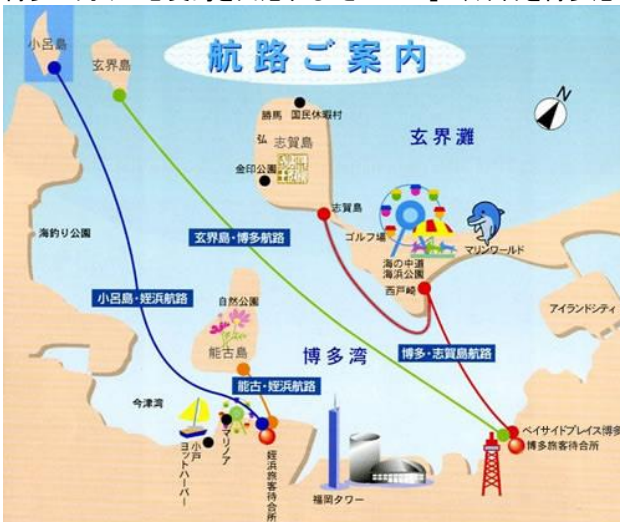 航路ご案内
小呂島
玄界島
勝馬
国民休暇村
弘
志賀島
金印公園
玄界灘
志賀島
ゴルフ場
マリンワールド
海の中道
海浜公園
西戸崎
海釣り公園
玄界島・博多航路
小呂島・姪浜航路
自然公園
能古島
博多湾
アイランドシティ
博多・志賀島航路
能古・姪浜航路
今津湾
マリノア
小戸
ヨットハーバー
姪浜旅客待合所
福岡タワー
ベイサイドプレイス博多
博多旅客待合所